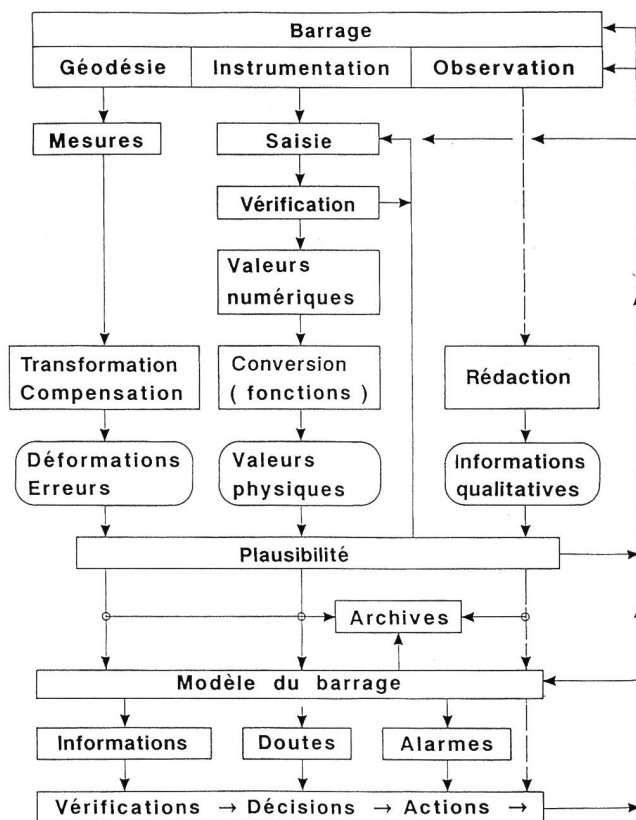 Barrage
Géodésie Instrumentation Observation
Mesures Saisie
Vérification
Valeurs
numériques
Transformation
Compensation
Conversion
( fonctions )
Rédaction
Déformations
Erreurs
Valeurs
physiques
Informations
qualitatives
Plausibilité
Archives
Modèle du barrage
Informations Doutes Alarmes
Vérifications → Décisions → Actions →